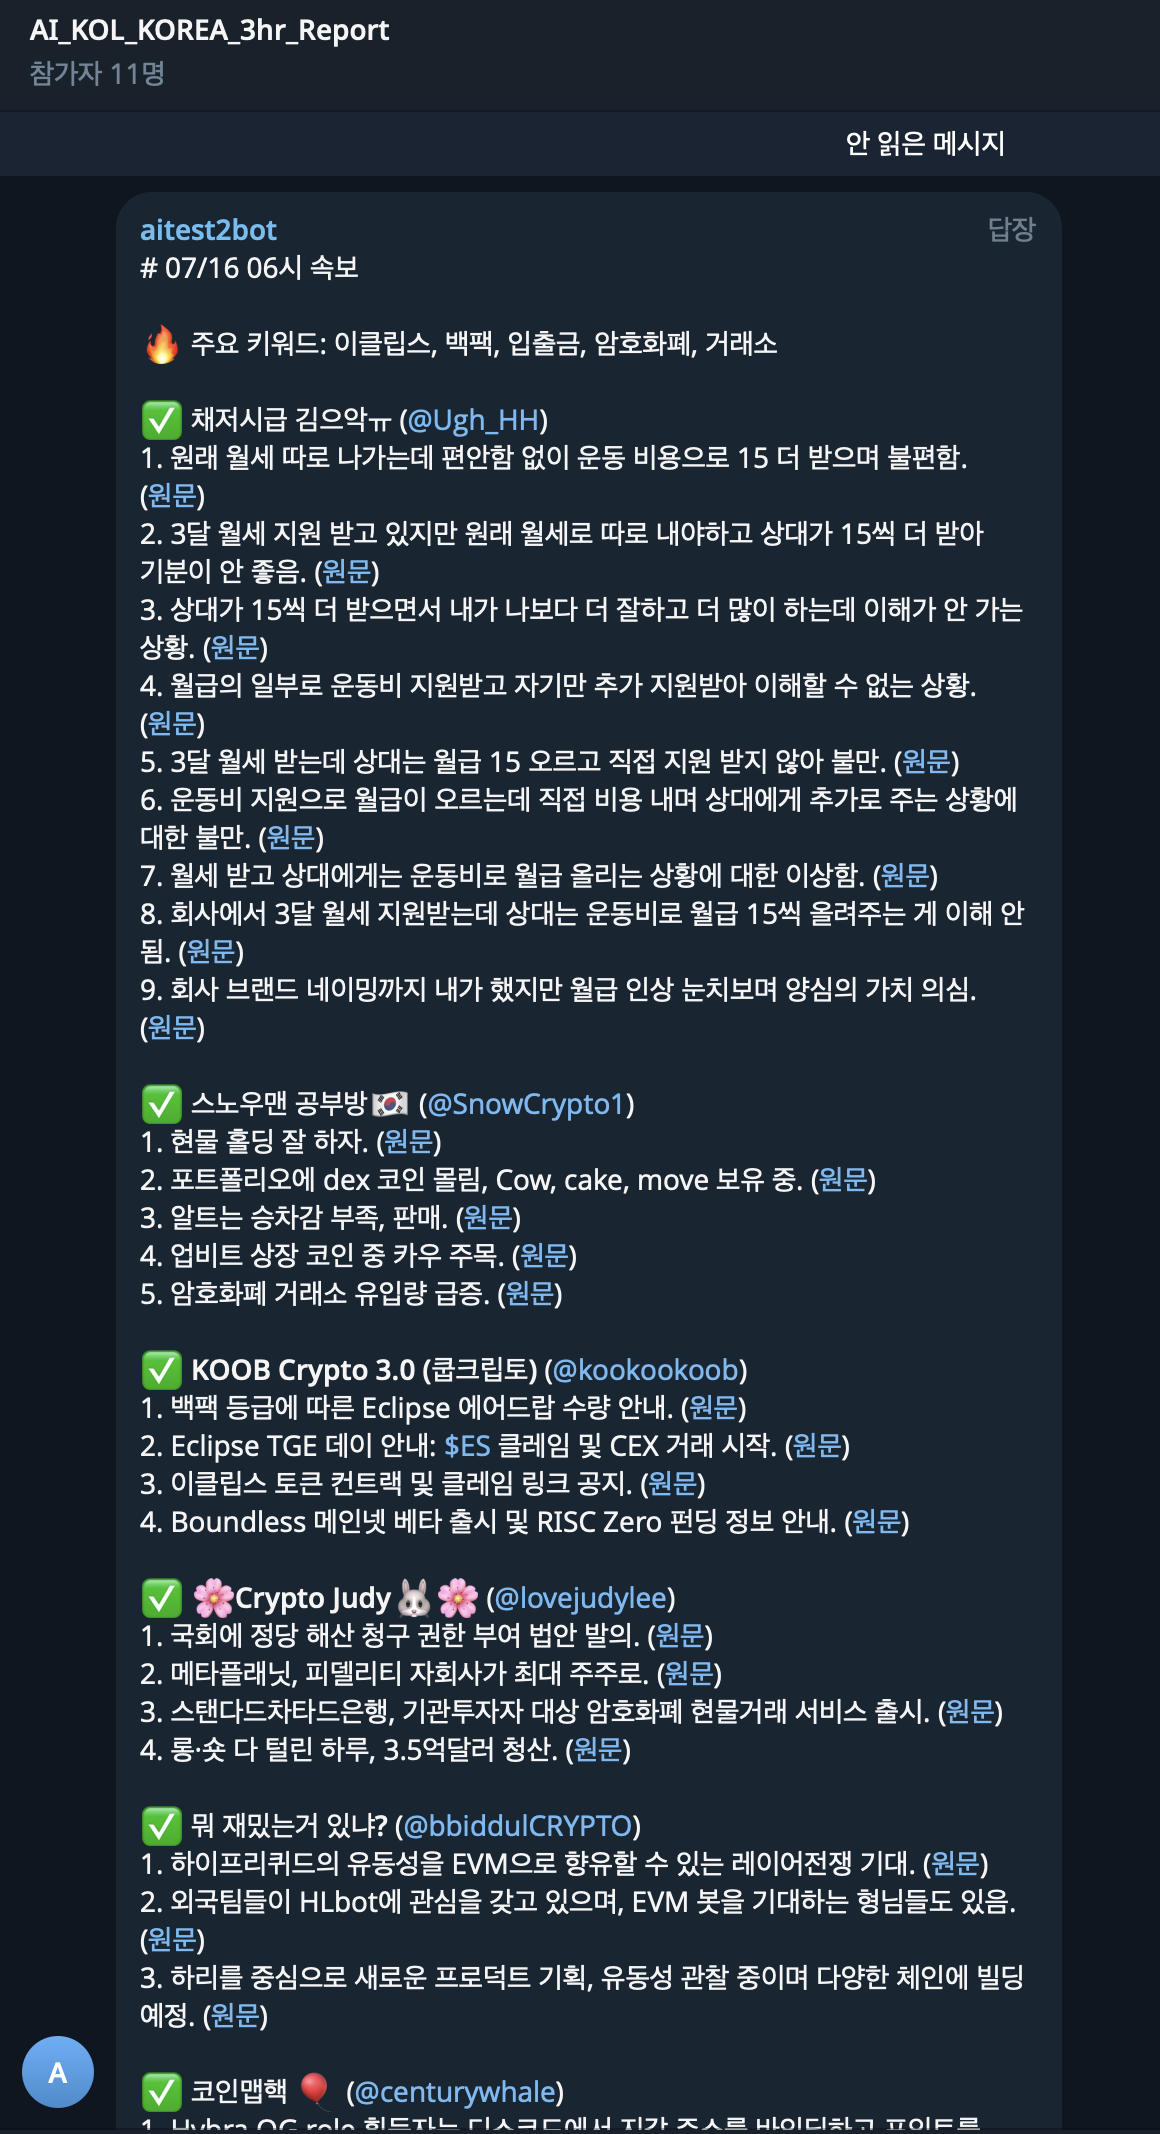 AI_KOL_KOREA_3hr_Report
참가자 11명
안 읽은 메시지
aitest2bot 답장
# 07/16 06시 속보
🔥 주요 키워드: 이클립스, 백팩, 입출금, 암호화폐, 거래소
✅ 채저시급 김으악ㅠ (@Ugh_HH)
1. 원래 월세 따로 나가는데 편안함 없이 운동 비용으로 15 더 받으며 불편함.
(원문)
2. 3달 월세 지원 받고 있지만 원래 월세로 따로 내야하고 상대가 15씩 더 받아
기분이 안 좋음. (원문)
3. 상대가 15씩 더 받으면서 내가 나보다 더 잘하고 더 많이 하는데 이해가 안 가는
상황. (원문)
4. 월급의 일부로 운동비 지원받고 자기만 추가 지원받아 이해할 수 없는 상황.
(원문)
5. 3달 월세 받는데 상대는 월급 15 오르고 직접 지원 받지 않아 불만. (원문)
6. 운동비 지원으로 월급이 오르는데 직접 비용 내며 상대에게 추가로 주는 상황에
대한 불만. (원문)
7. 월세 받고 상대에게는 운동비로 월급 올리는 상황에 대한 이상함. (원문)
8. 회사에서 3달 월세 지원받는데 상대는 운동비로 월급 15씩 올려주는 게 이해 안
됨. (원문)
9. 회사 브랜드 네이밍까지 내가 했지만 월급 인상 눈치보며 양심의 가치 의심.
(원문)
✅ 스노우맨 공부방🇰🇷 (@SnowCrypto1)
1. 현물 홀딩 잘 하자. (원문)
2. 포트폴리오에 dex 코인 몰림, Cow, cake, move 보유 중. (원문)
3. 알트는 승차감 부족, 판매. (원문)
4. 업비트 상장 코인 중 카우 주목. (원문)
5. 암호화폐 거래소 유입량 급증. (원문)
✅ KOOB Crypto 3.0 (쿱크립토) (@kookookoob)
1. 백팩 등급에 따른 Eclipse 에어드랍 수량 안내. (원문)
2. Eclipse TGE 데이 안내: $ES 클레임 및 CEX 거래 시작. (원문)
3. 이클립스 토큰 컨트랙 및 클레임 링크 공지. (원문)
4. Boundless 메인넷 베타 출시 및 RISC Zero 펀딩 정보 안내. (원문)
✅ 🌸Crypto Judy🐰🌸 (@lovejudylee)
1. 국회에 정당 해산 청구 권한 부여 법안 발의. (원문)
2. 메타플래닛, 피델리티 자회사가 최대 주주로. (원문)
3. 스탠다드차타드은행, 기관투자자 대상 암호화폐 현물거래 서비스 출시. (원문)
4. 롱·숏 다 털린 하루, 3.5억달러 청산. (원문)
✅ 뭐 재밌는거 있냐? (@bbiddulCRYPTO)
1. 하이프리퀴드의 유동성을 EVM으로 향유할 수 있는 레이어전쟁 기대. (원문)
2. 외국팀들이 HLbot에 관심을 갖고 있으며, EVM 봇을 기대하는 형님들도 있음.
(원문)
3. 하리를 중심으로 새로운 프로덕트 기획, 유동성 관찰 중이며 다양한 체인에 빌딩
예정. (원문)
A
✅ 코인맵핵 🎈 (@centurywhale)
1. Hybra OG role 획득자는 디스코드에서 지갑 주소를 바인딩하고 포인트를